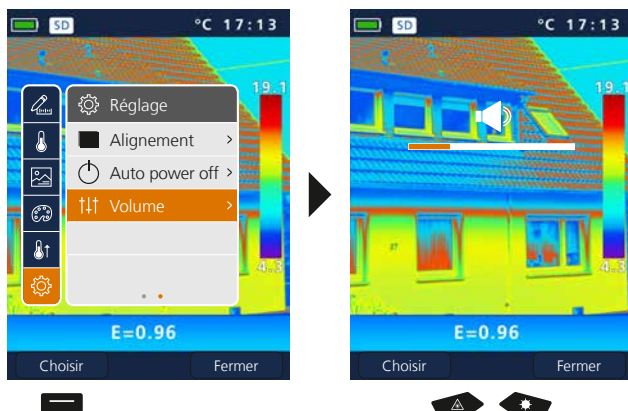 SD °C 17:13
19.1
Réglage
Alignement >
Auto power off >
Volume >
4.3
E=0.96
Choisir Fermer
SD °C 17:13
19.1
4.3
E=0.96
Choisir Fermer